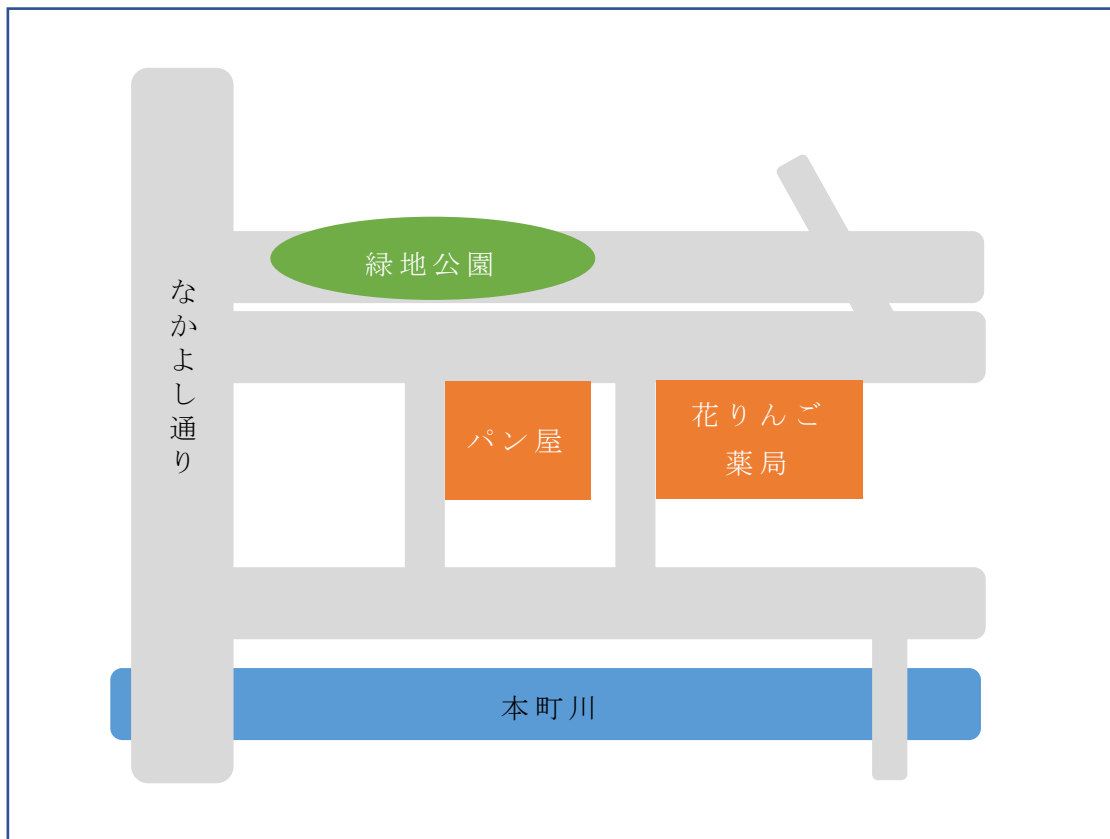 緑地公園
なかよし通り
パン屋
花りんご
薬局
本町川